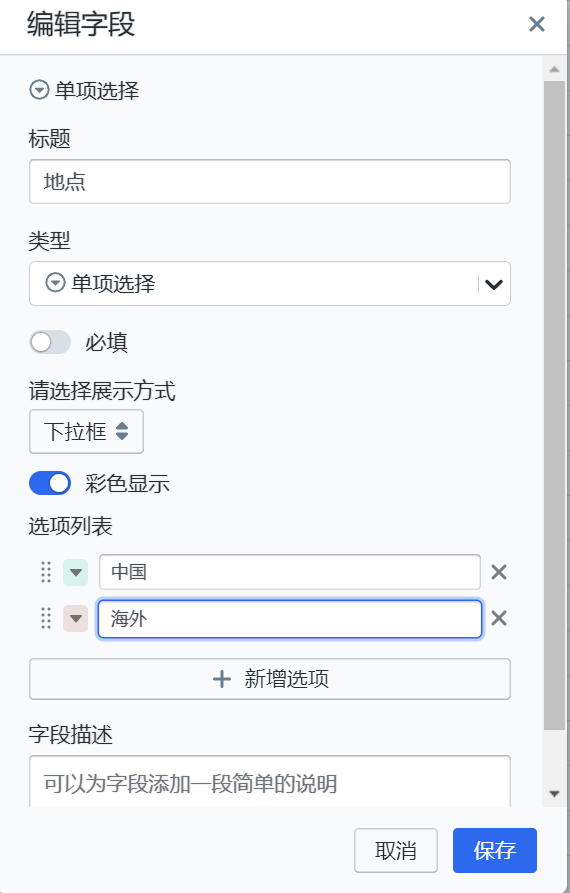 编辑字段
单项选择
标题
地点
类型
单项选择
必填
请选择展示方式
下拉框
彩色显示
选项列表
中国
海外
新增选项
字段描述
可以为字段添加一段简单的说明
取消 保存